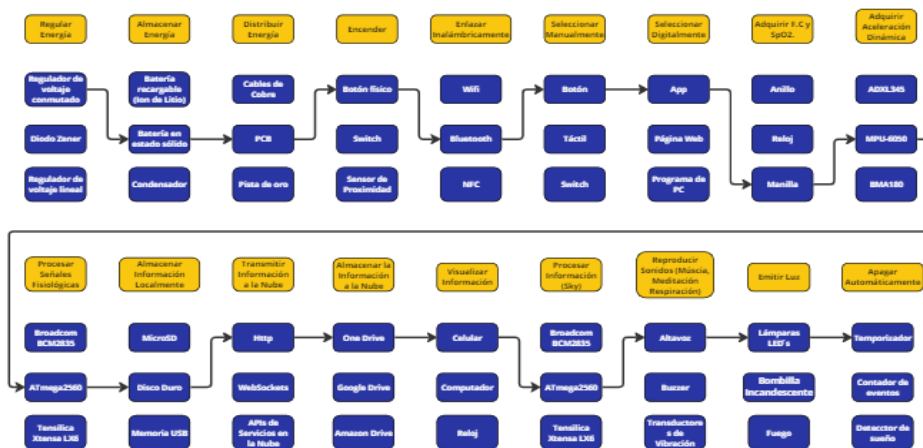 Regular
Energía
Almacenar
Energía
Distribuir
Energía
Encender
Enlazar
Inalámbricamente
Seleccionar
Manualmente
Seleccionar
Digitalmente
Adquirir F.C y
SpO2.
Adquirir
Aceleración
Dinámica
Regulador de
voltaje
conmutado
Batería
recargable
(Ion de Litio)
Cables de
Cobre
Botón físico
Wifi
Botón
App
Anillo
ADXL345
Diodo Zener
Batería en
estado sólido
PCB
Switch
Bluetooth
Táctil
Página Web
Reloj
MPU-6050
Regulador de
voltaje lineal
Condensador
Pista de oro
Sensor de
Proximidad
NFC
Switch
Programa de
PC
Manilla
BMA180
Procesar
Señales
Fisiológicas
Almacenar
Información
Localmente
Transmitir
Información
a la Nube
Almacenar la
Información
a la Nube
Visualizar
Información
Procesar
Información
(Sky)
Reproducir
Sonidos (Múscia,
Meditación
Respiración)
Emitir Luz
Apagar
Automáticamente
Broadcom
BCM2835
MicroSD
Http
One Drive
Celular
Broadcom
BCM2835
Altavoz
Lámparas
LED's
Temporizador
ATmega2560
Disco Duro
WebSockets
Google Drive
Computador
ATmega2560
Buzzer
Bombilla
Incandescente
Contador de
eventos
Tensilica
Xtensa LX6
Memoria USB
APIs de
Servicios en
la Nube
Amazon Drive
Reloj
Tensilica
Xtensa LX6
Transductore
s de
Vibración
Fuego
Detecctor de
sueño